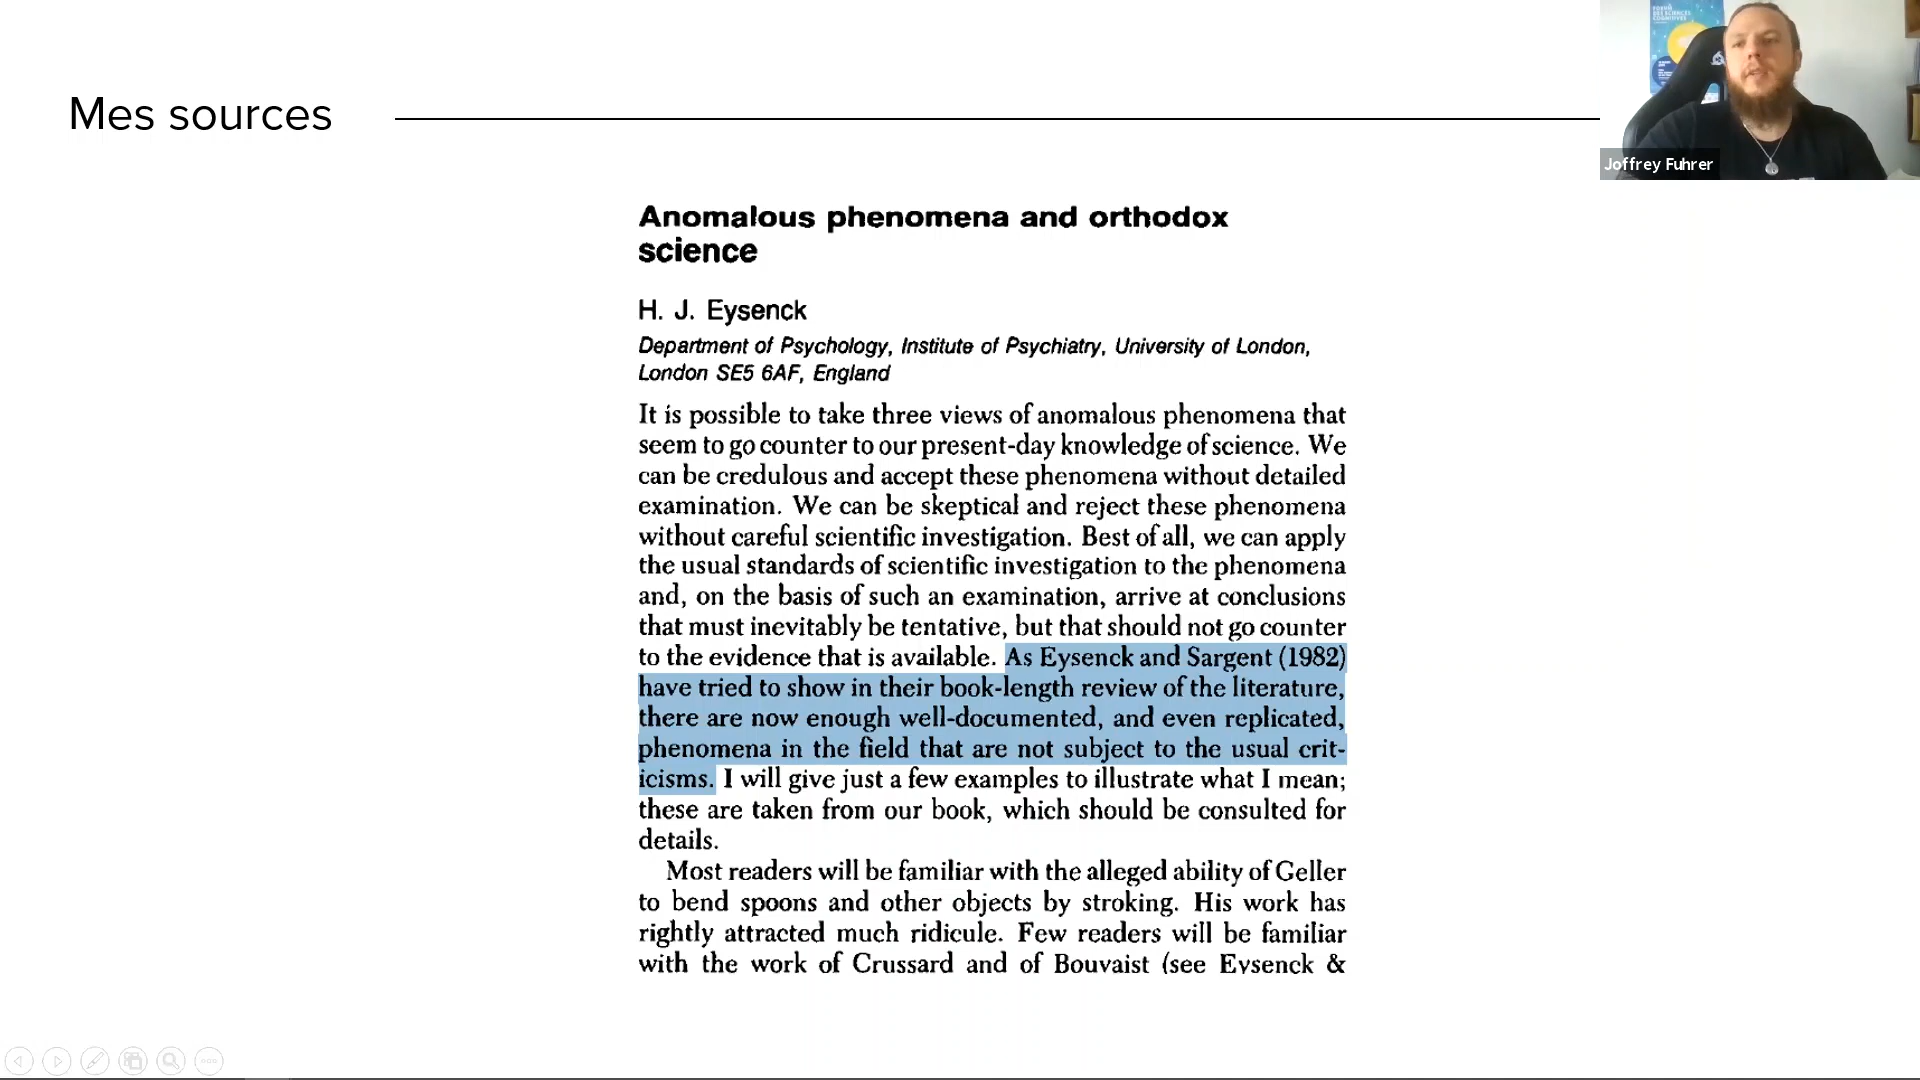 Mes sources
FORUM
DES SCIENCES
COGNITIVES
Joffrey Fuhrer
Anomalous phenomena and orthodox
science
H. J. Eysenck
Department of Psychology, Institute of Psychiatry, University of London,
London SE5 6AF, England
It is possible to take three views of anomalous phenomena that
seem to go counter to our present-day knowledge of science. We
can be credulous and accept these phenomena without detailed
examination. We can be skeptical and reject these phenomena
without careful scientific investigation. Best of all, we can apply
the usual standards of scientific investigation to the phenomena
and, on the basis of such an examination, arrive at conclusions
that must inevitably be tentative, but that should not go counter
to the evidence that is available. As Eysenck and Sargent (1982)
have tried to show in their book-length review of the literature,
there are now enough well-documented, and even replicated,
phenomena in the field that are not subject to the usual crit-
icisms. I will give just a few examples to illustrate what I mean;
these are taken from our book, which should be consulted for
details.
Most readers will be familiar with the alleged ability of Geller
to bend spoons and other objects by stroking. His work has
rightly attracted much ridicule. Few readers will be familiar
with the work of Crussard and of Bouvaist (see Eysenck &